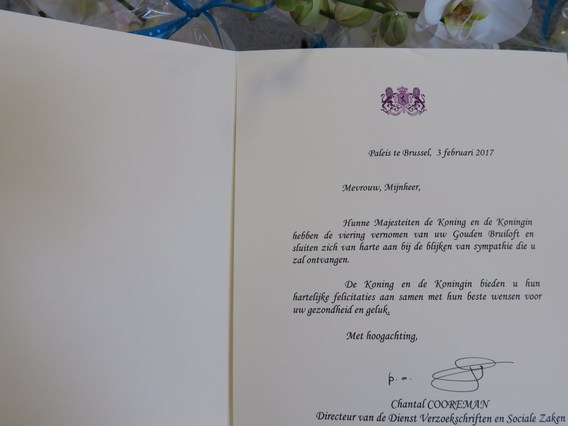 Paleis te Brussel, 3 februari 2017
Mevrouw, Mijnheer,
Hunne Majesteiten de Koning en de Koningin
hebben de viering vernomen van uw Gouden Bruiloft en
sluiten zich van harte aan bij de blijken van sympathie die u
zal ontvangen.
De Koning en de Koningin bieden u hun
hartelijke felicitaties aan samen met hun beste wensen voor
uw gezondheid en geluk.
Met hoogachting,
Chantal COOREMAN
Directeur van de Dienst Verzoekschriften en Sociale Zaken